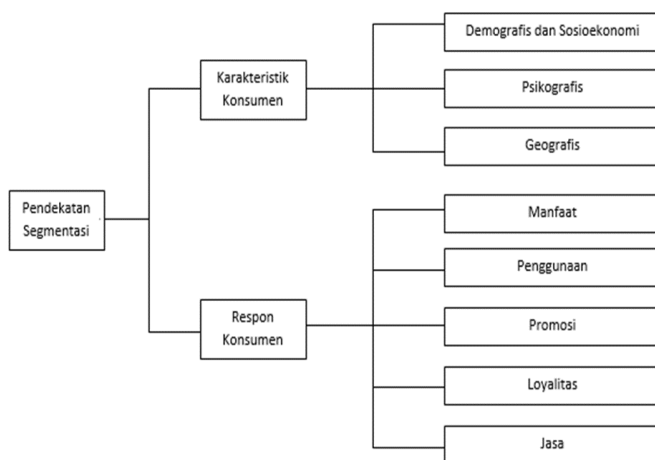 Pendekatan
Segmentasi
Karakteristik
Konsumen
Demografis dan Sosioekonomi
Psikografis
Geografis
Respon
Konsumen
Manfaat
Penggunaan
Promosi
Loyalitas
Jasa